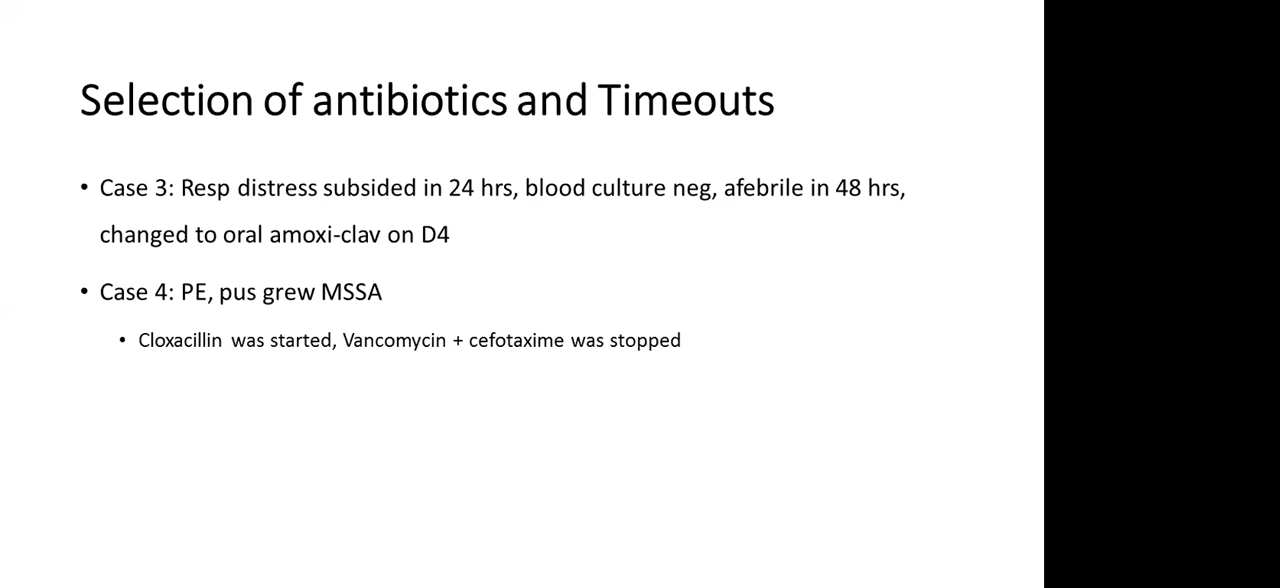 Selection of antibiotics and Timeouts
• Case 3: Resp distress subsided in 24 hrs, blood culture neg, afebrile in 48 hrs,
changed to oral amoxi-clav on D4
• Case 4: PE, pus grew MSSA
• Cloxacillin was started, Vancomycin + cefotaxime was stopped